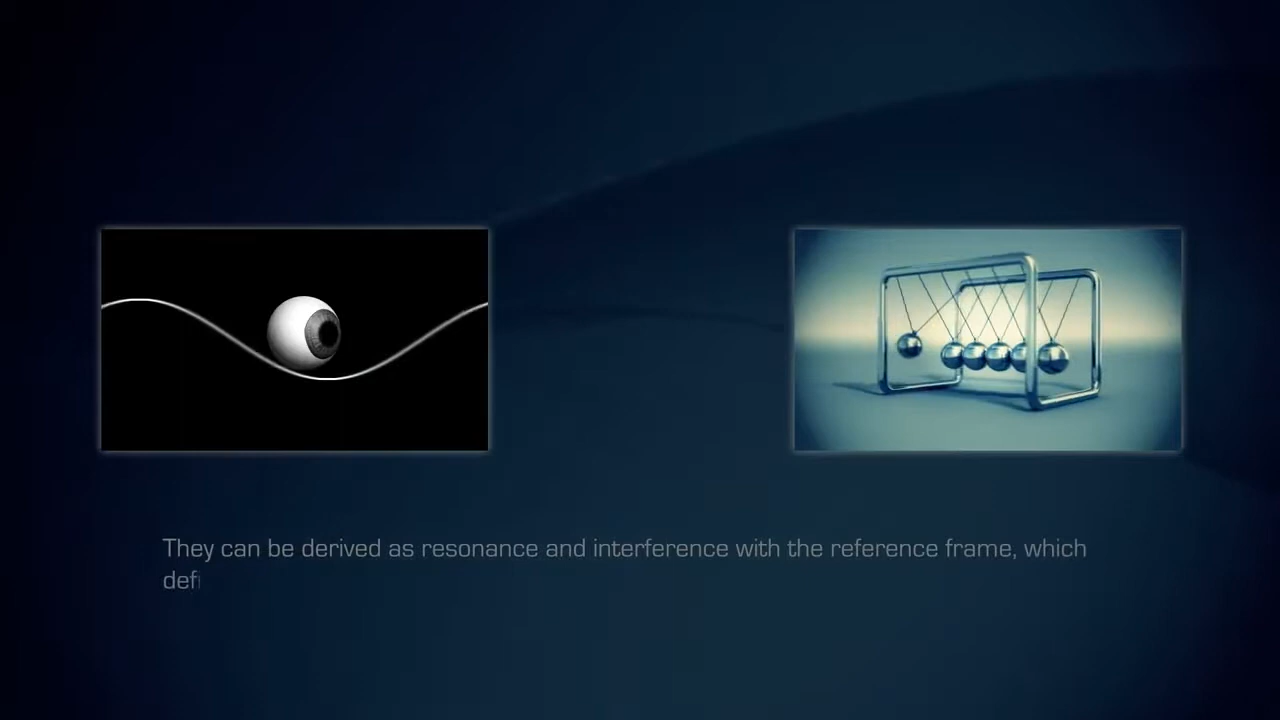 They can be derived as resonance and interference with the reference frame, which
defi